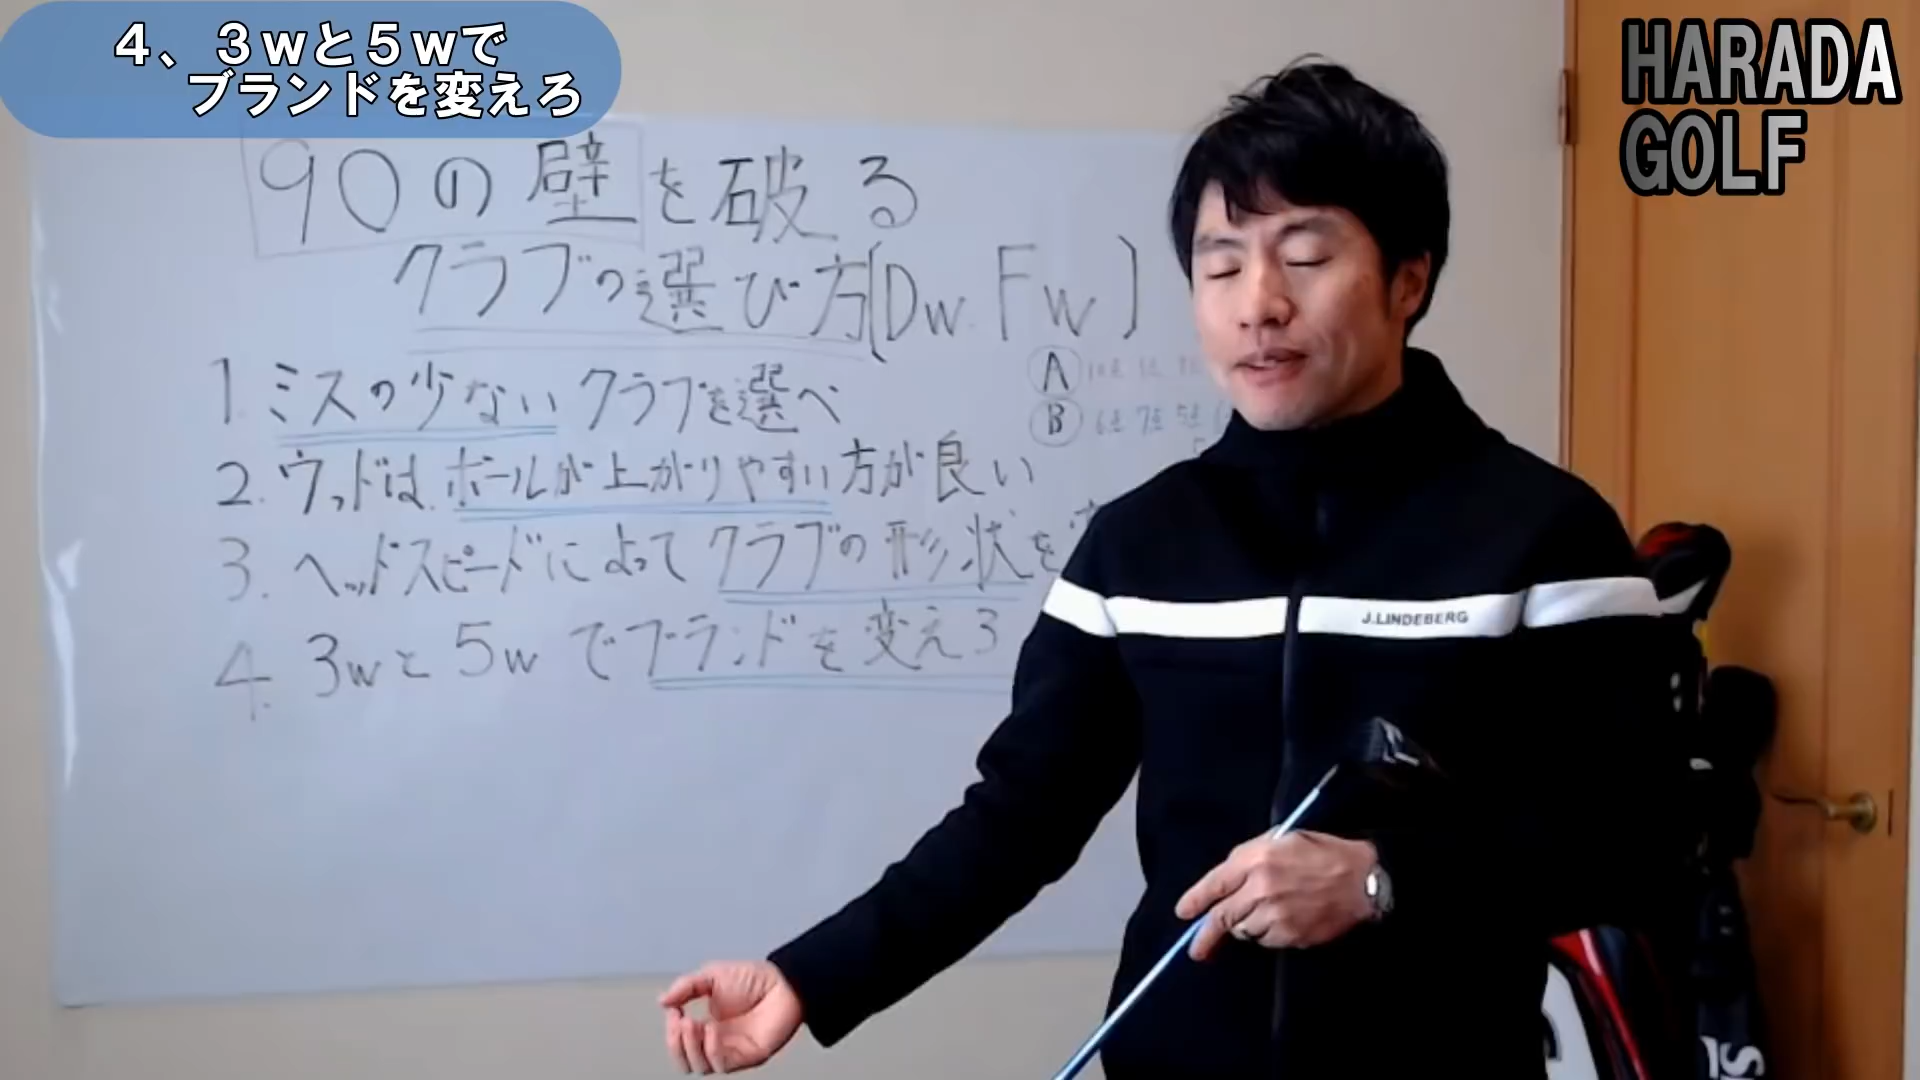 4、3wと5wで
ブランドを変えろ
HARADA
GOLF
90の壁を破る
クラブの選び方(Dw. Fw)
1. ミスの少ないクラブを選べ
A
B
2. ウッドは、ボールが上がりやすい方が良い
3. ヘッドスピードによってクラブの形状を
4. 3wと5wでブランドを変えろ
J.LINDEBERG